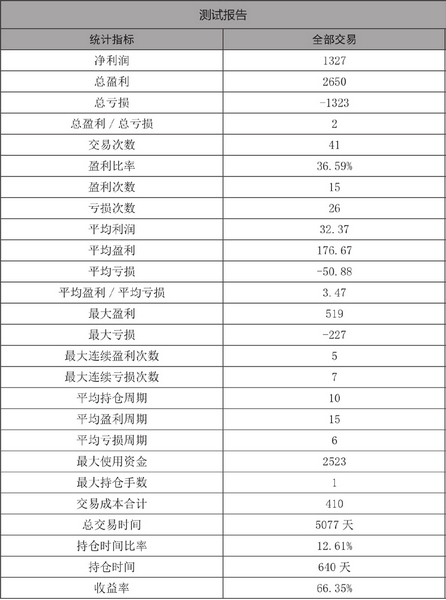 测试报告
统计指标 全部交易
净利润 1327
总盈利 2650
总亏损 -1323
总盈利/总亏损 2
交易次数 41
盈利比率 36.59%
盈利次数 15
亏损次数 26
平均利润 32.37
平均盈利 176.67
平均亏损 -50.88
平均盈利/平均亏损 3.47
最大盈利 519
最大亏损 -227
最大连续盈利次数 5
最大连续亏损次数 7
平均持仓周期 10
平均盈利周期 15
平均亏损周期 6
最大使用资金 2523
最大持仓手数 1
交易成本合计 410
总交易时间 5077 天
持仓时间比率 12.61%
持仓时间 640 天
收益率 66.35%